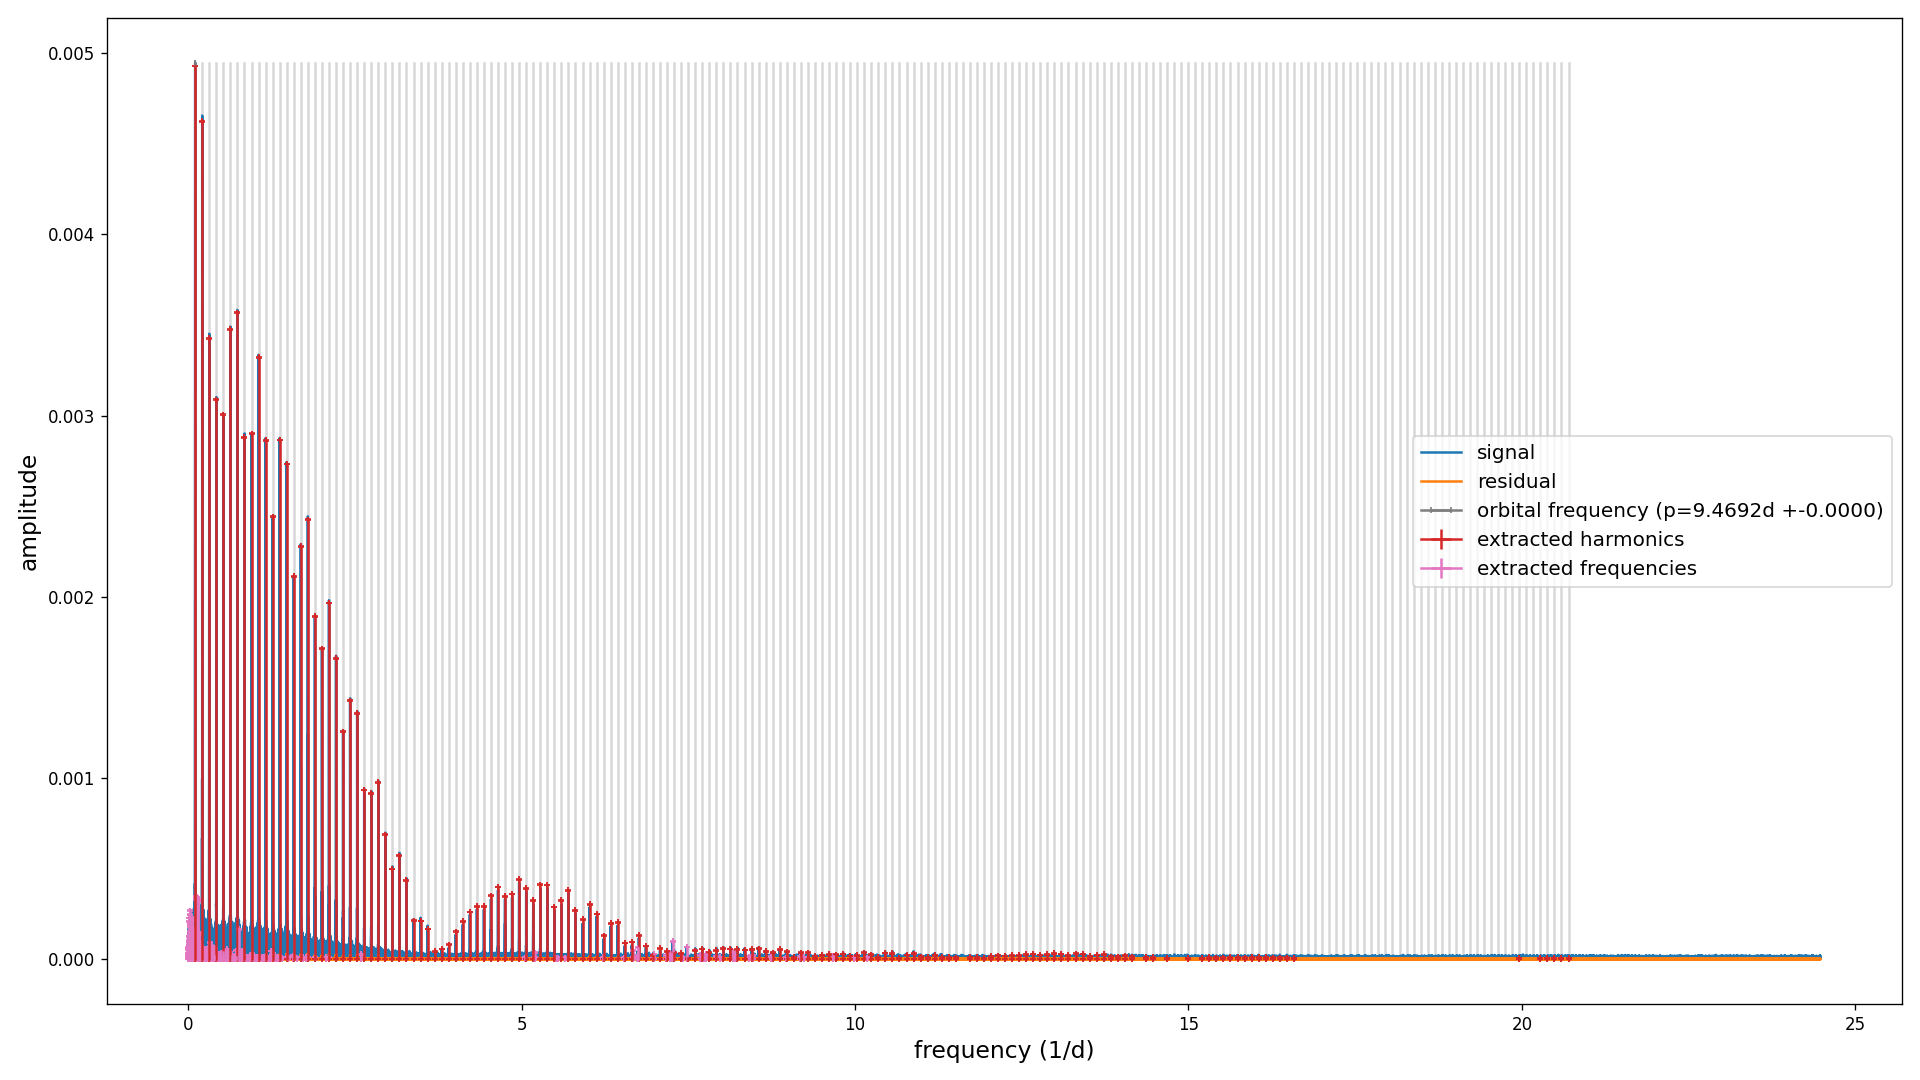 0.005
0.004
0.003
0.002
0.001
0.000
amplitude
0
5
10
15
20
25
frequency (1/d)
signal
residual
orbital frequency (p=9.4692d +-0.0000)
extracted harmonics
extracted frequencies